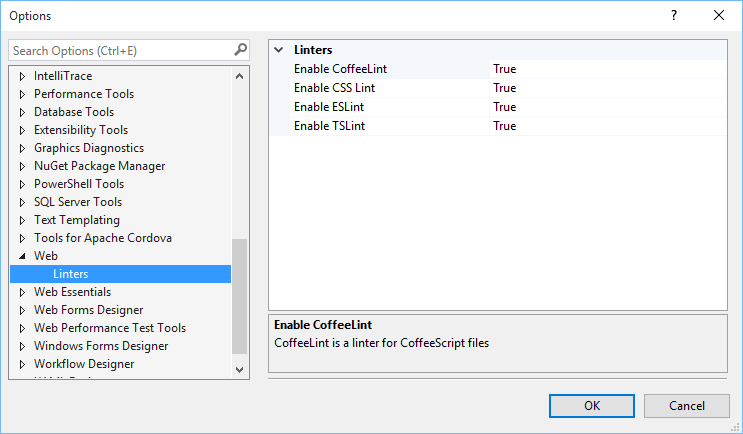 Options
Search Options (Ctrl+E)
IntelliTrace
Performance Tools
Database Tools
Extensibility Tools
Graphics Diagnostics
NuGet Package Manager
PowerShell Tools
SQL Server Tools
Text Templating
Tools for Apache Cordova
Web
Linters
Web Essentials
Web Forms Designer
Web Performance Test Tools
Windows Forms Designer
Workflow Designer
Linters
Enable CoffeeLint True
Enable CSS Lint True
Enable ESLint True
Enable TSLint True
Enable CoffeeLint
CoffeeLint is a linter for CoffeeScript files
OK
Cancel